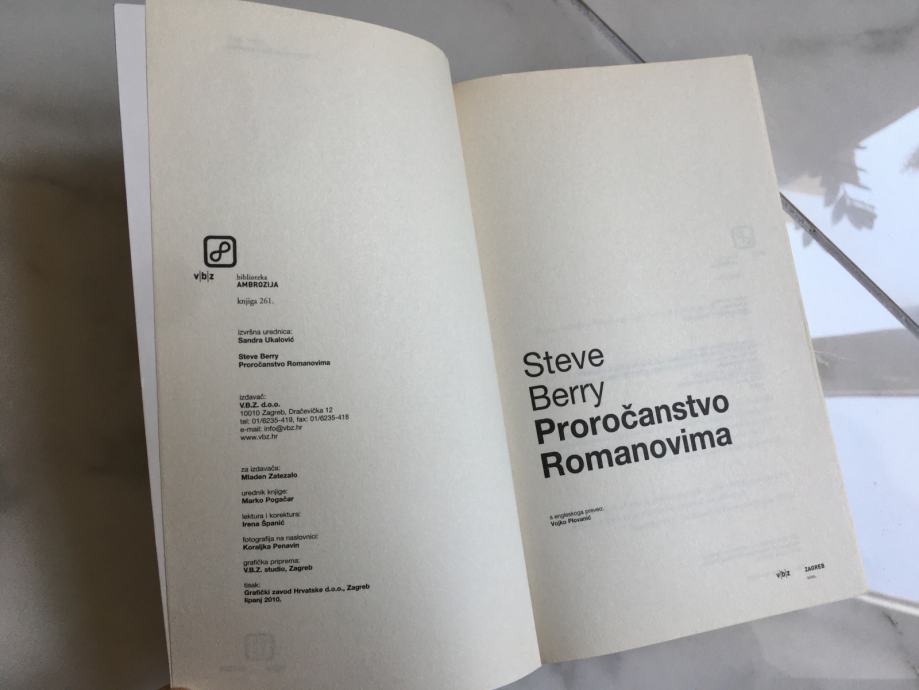 v|b|z
biblioteka
AMBROZIJA
knjiga 261.
izvršna urednica:
Sandra Ukalović
Steve Berry
Proročanstvo Romanovima
izdavač:
V.B.Z. d.o.o.
10010 Zagreb, Dračevička 12
tel: 01/6235-419, fax: 01/6235-418
e-mail: info@vbz.hr
www.vbz.hr
za izdavača:
Mladen Zatezalo
urednik knjige:
Marko Pogačar
lektura i korektura:
Irena Španić
fotografija na naslovnici:
Koraljka Penavin
grafička priprema:
V.B.Z. studio, Zagreb
tisak:
Grafički zavod Hrvatske d.o.o., Zagreb
lipanj 2010.
Steve
Berry
Proročanstvo
Romanovima
s engleskoga preveo:
Vojko Plovanić
v|b|z ZAGREB